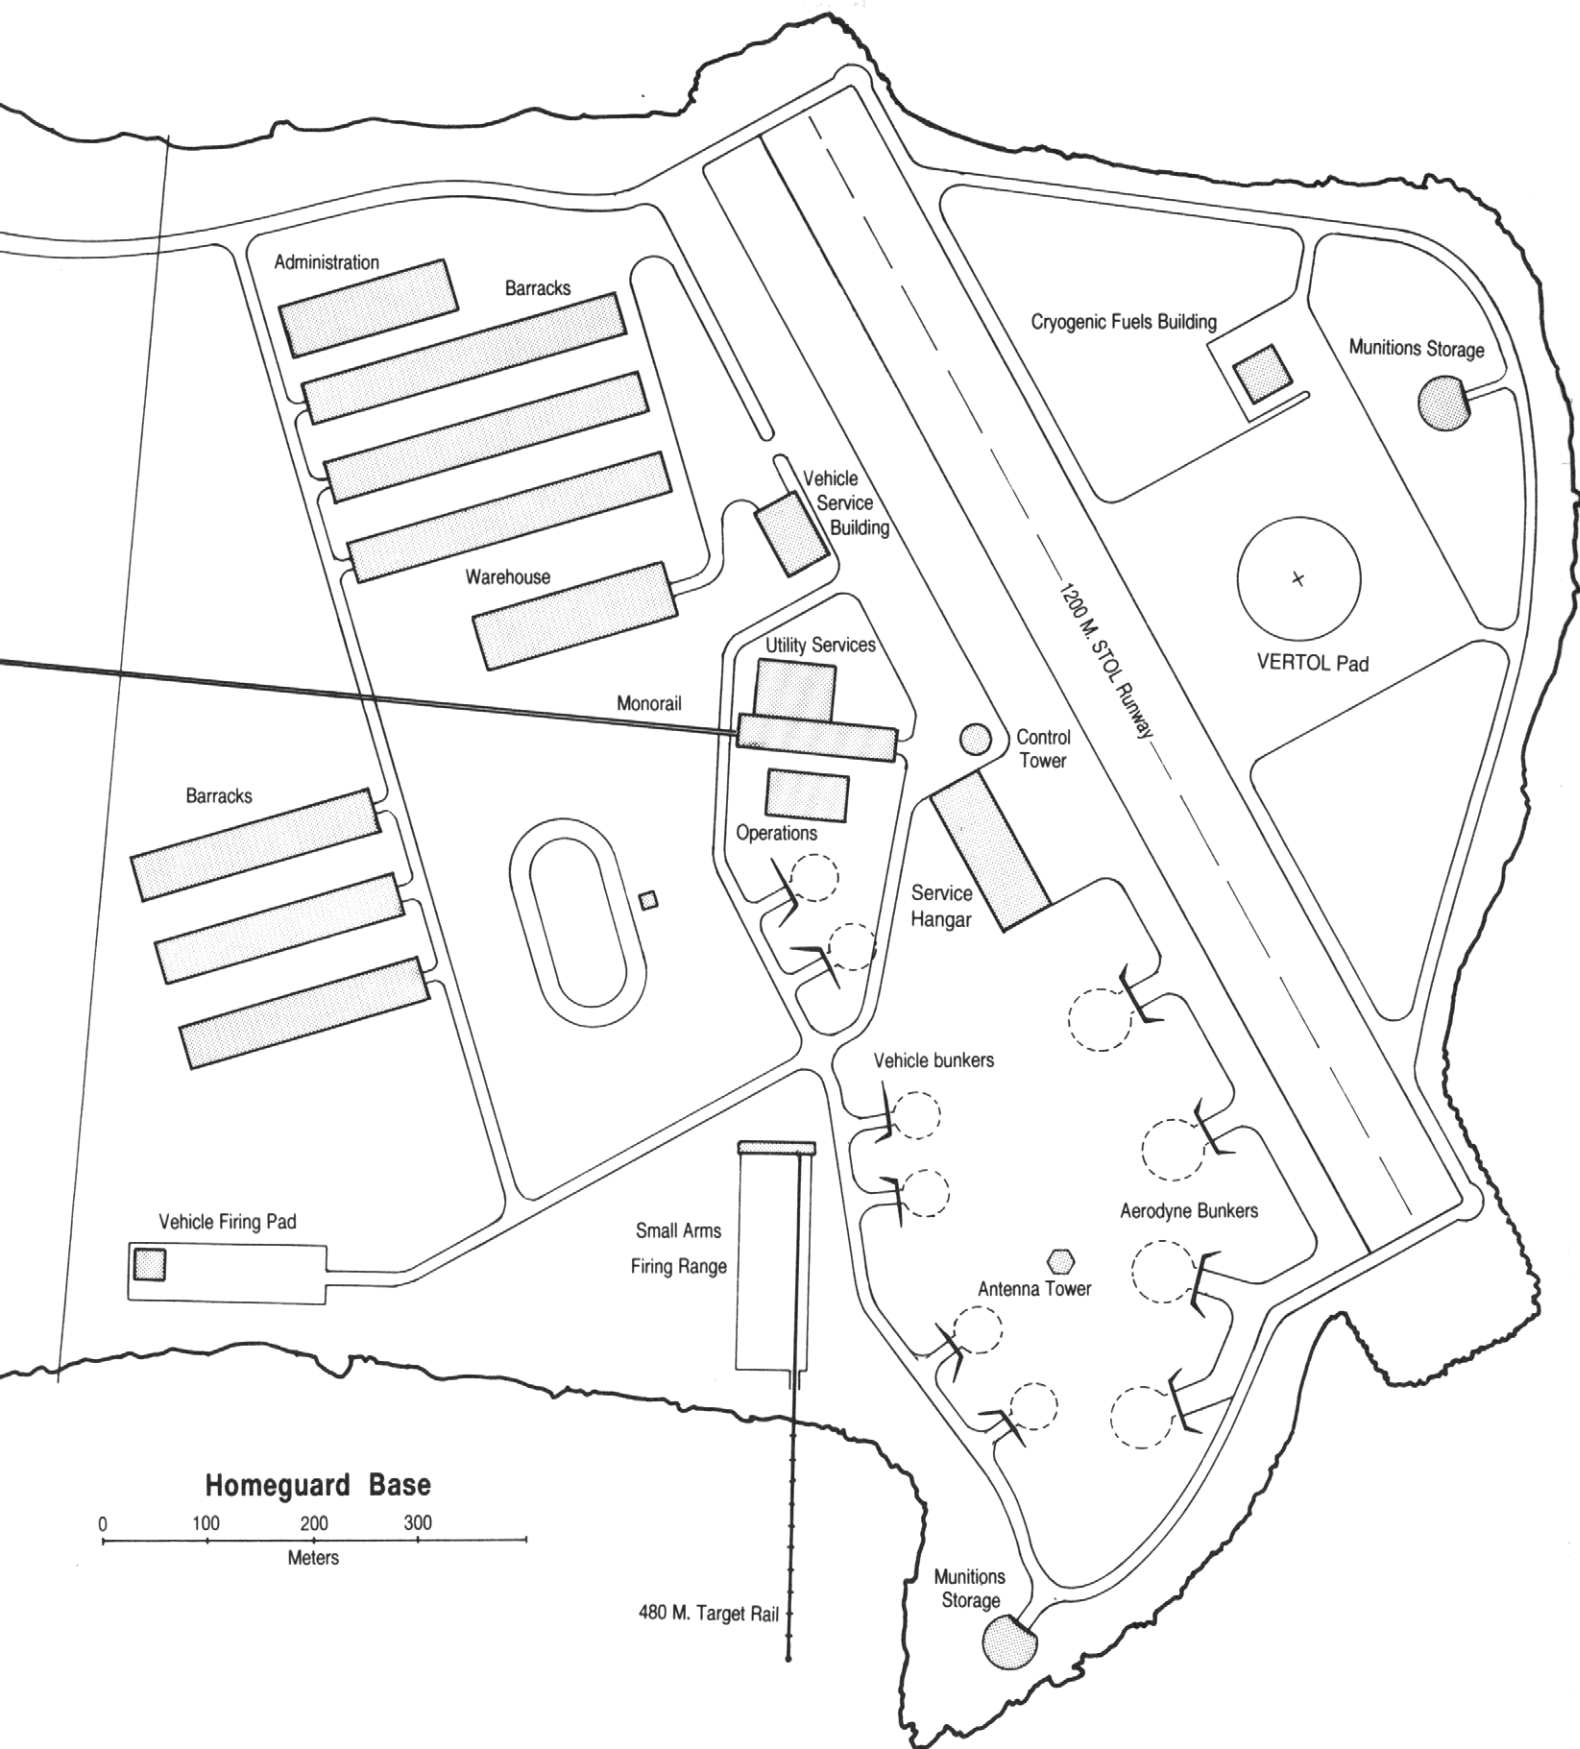 Administration
Barracks
Cryogenic Fuels Building
Munitions Storage
Vehicle
Service
Building
Warehouse
1200 M. STOL Runway
Utility Services
VERTOL Pad
Monorail
Control
Tower
Barracks
Operations
Service
Hangar
Vehicle bunkers
Aerodyne Bunkers
Vehicle Firing Pad
Small Arms
Firing Range
Antenna Tower
Homeguard Base
0 100 200 300
Meters
Munitions
Storage
480 M. Target Rail